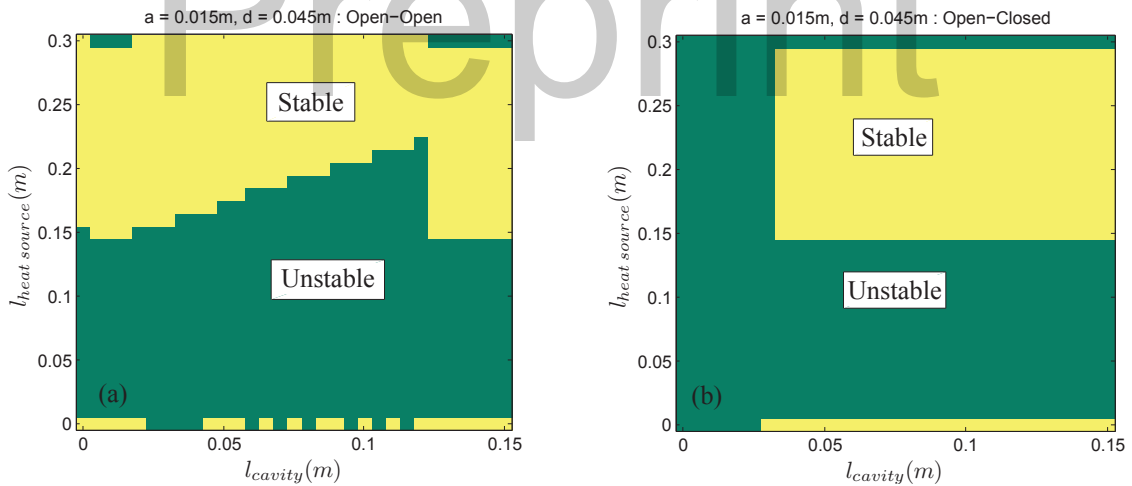 Preprint
a = 0.015m, d = 0.045m : Open−Open
0.3
0.25
0.2
0.15
0.1
0.05
0
l_heat source(m)
Stable
Unstable
(a)
0 0.05 0.1 0.15
l_cavity(m)
a = 0.015m, d = 0.045m : Open−Closed
0.3
0.25
0.2
0.15
0.1
0.05
0
l_heat source(m)
Stable
Unstable
(b)
0 0.05 0.1 0.15
l_cavity(m)